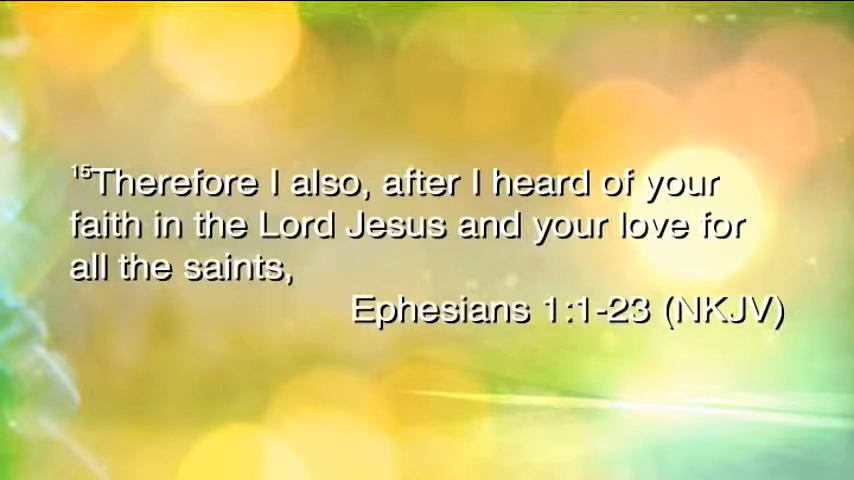 ¹⁵Therefore I also, after I heard of your
faith in the Lord Jesus and your love for
all the saints,
Ephesians 1:1-23 (NKJV)